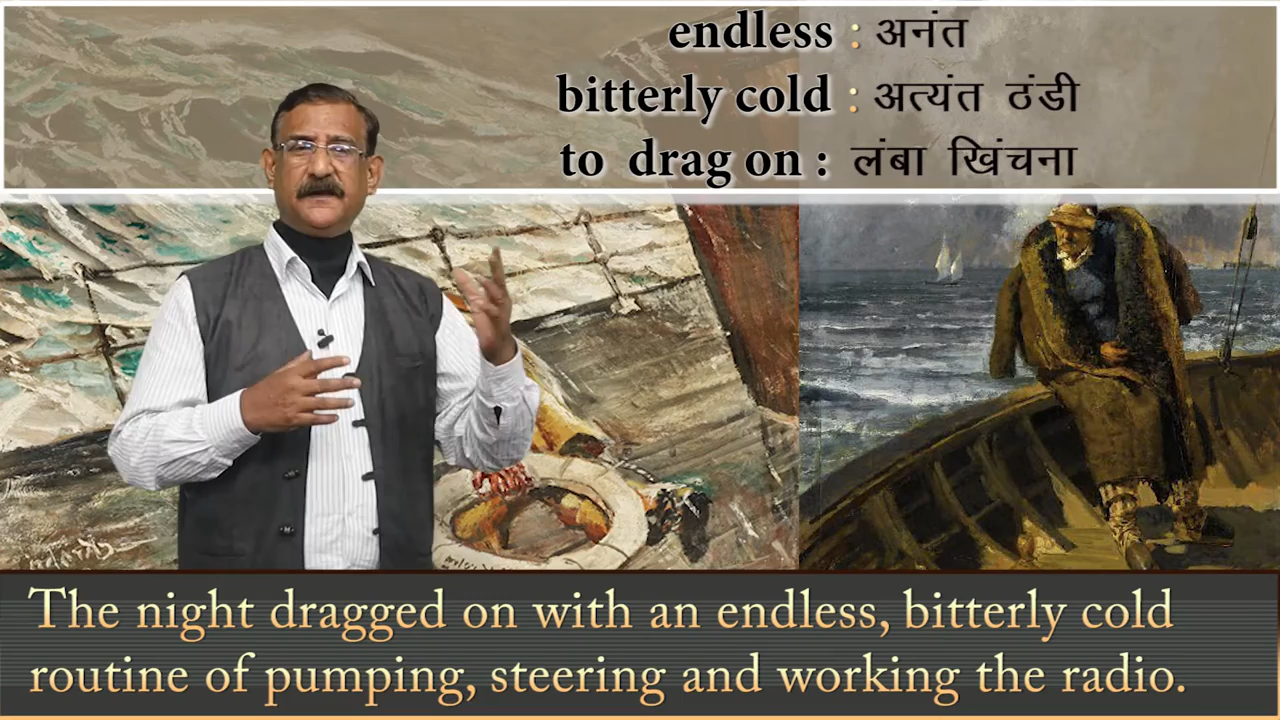 endless : अनंत
bitterly cold : अत्यंत ठंडी
to drag on : लंबा खिंचना
The night dragged on with an endless, bitterly cold
routine of pumping, steering and working the radio.